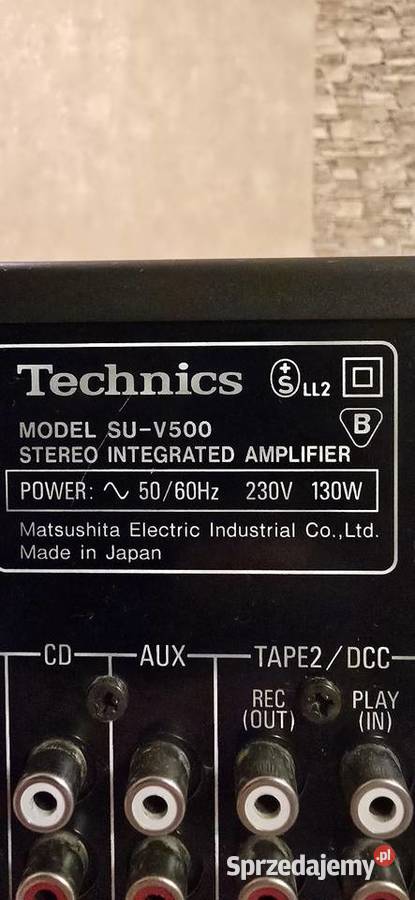 Technics
+
S LL2
MODEL SU-V500
B
STEREO INTEGRATED AMPLIFIER
POWER: ∿ 50/60Hz 230V 130W
Matsushita Electric Industrial Co.,Ltd.
Made in Japan
CD AUX TAPE2/DCC
REC PLAY
(OUT) (IN)
Sprzedajemy.pl